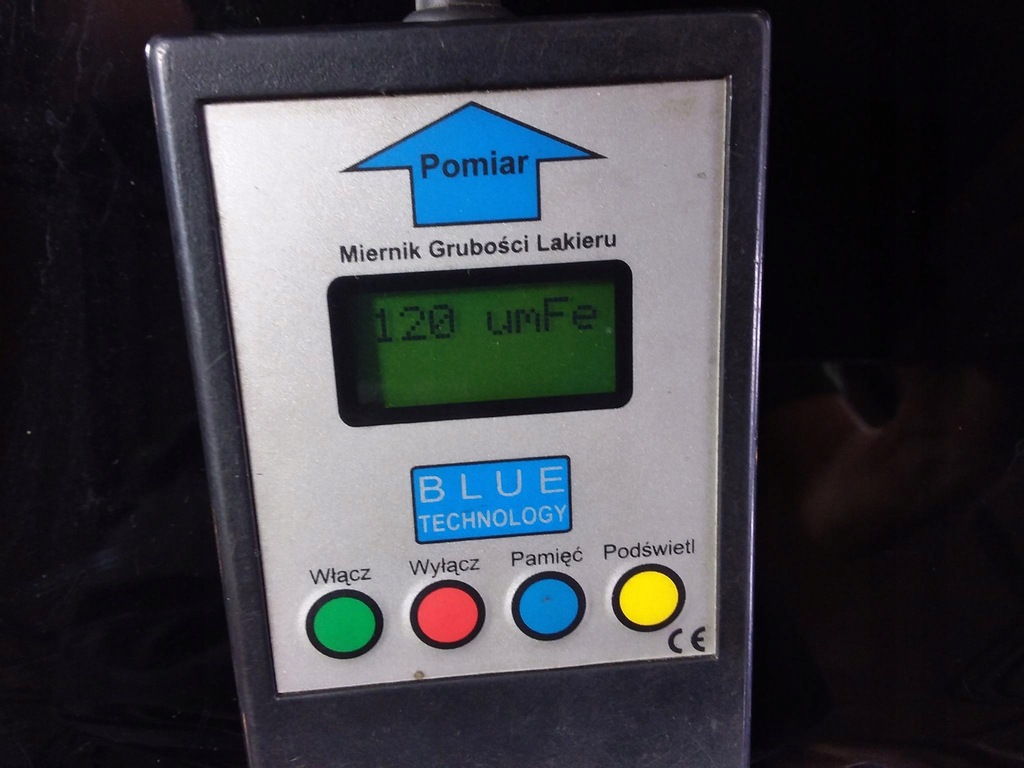 Pomiar
Miernik Grubości Lakieru
120 umFe
BLUE
TECHNOLOGY
Włącz Wyłącz Pamięć Podświetl
CE